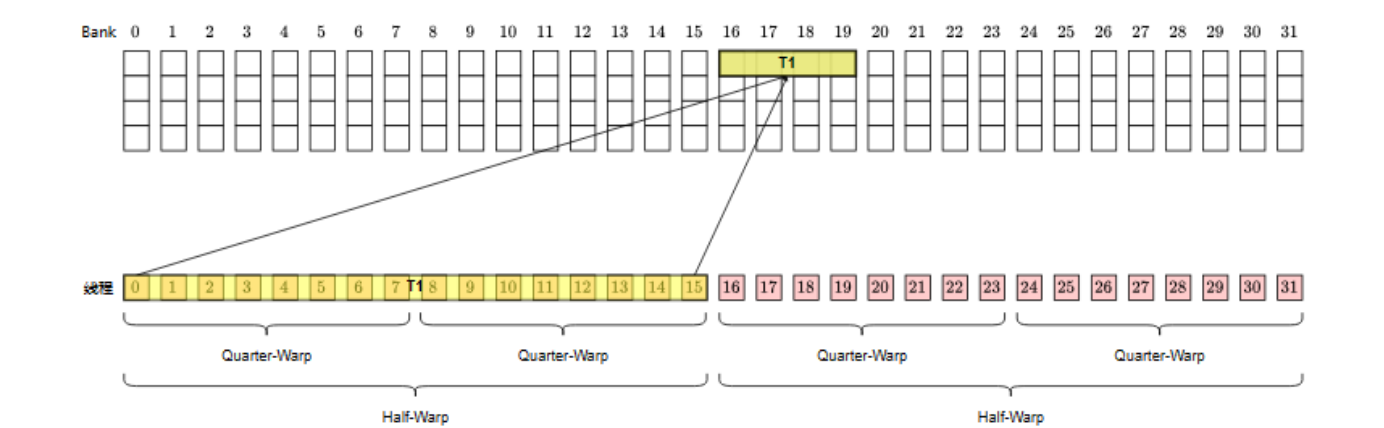 Bank 0 1 2 3 4 5 6 7 8 9 10 11 12 13 14 15 16 17 18 19 20 21 22 23 24 25 26 27 28 29 30 31
T1
线程 0 1 2 3 4 5 6 7 T1 8 9 10 11 12 13 14 15 16 17 18 19 20 21 22 23 24 25 26 27 28 29 30 31
Quarter-Warp Quarter-Warp Quarter-Warp Quarter-Warp
Half-Warp Half-Warp